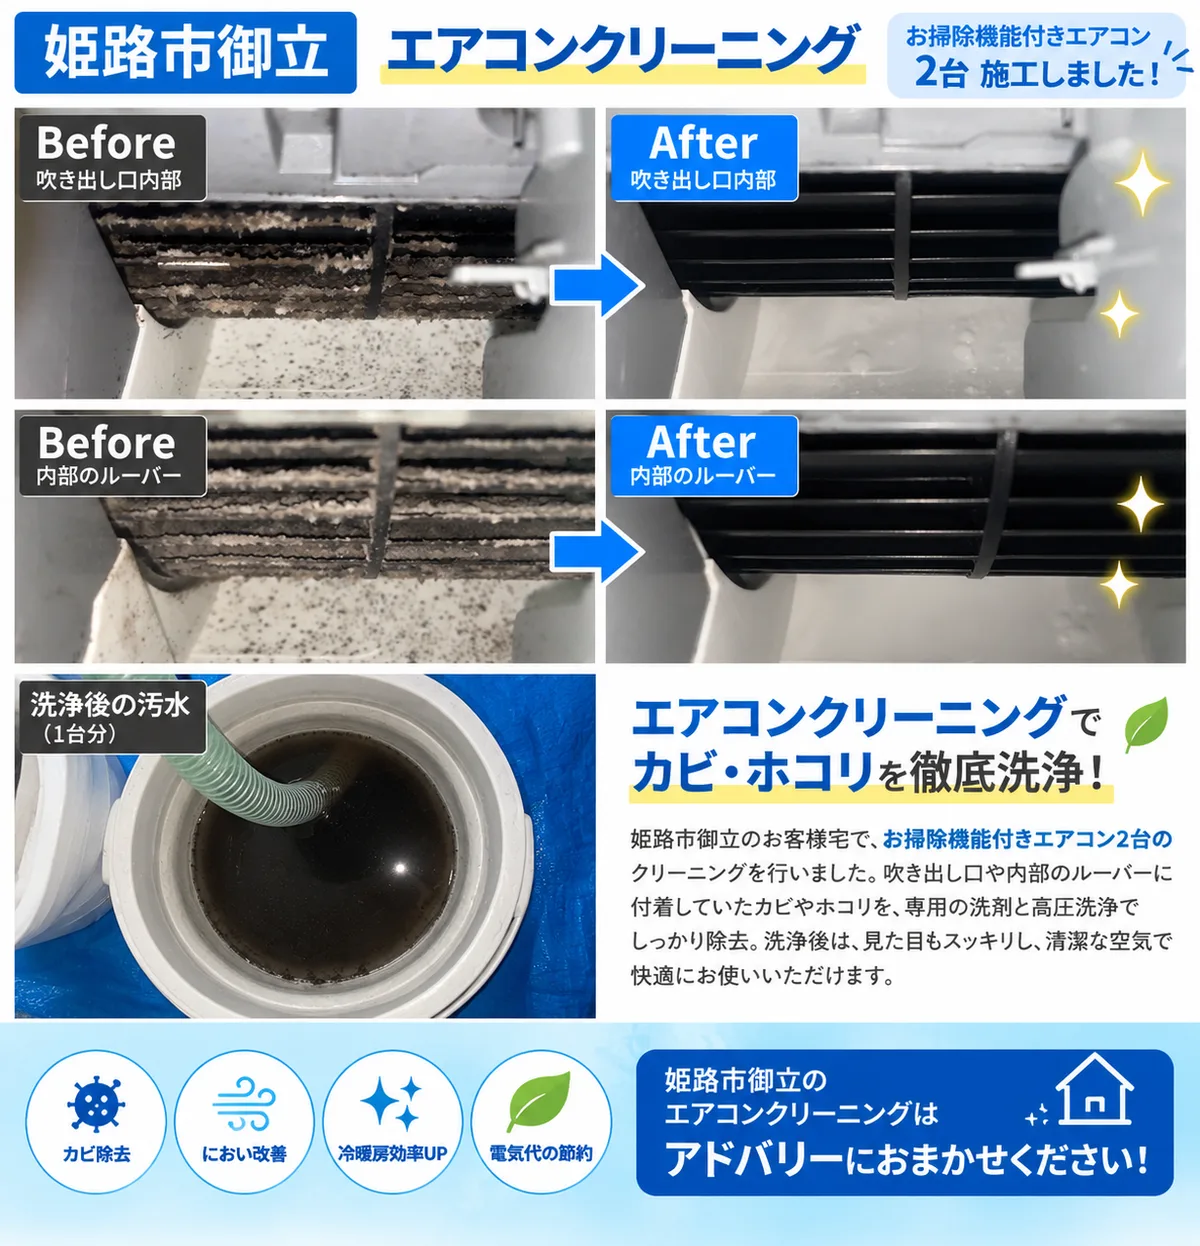 姫路市御立
エアコンクリーニング
お掃除機能付きエアコン
2台 施工しました！
Before
吹き出し口内部
After
吹き出し口内部
Before
内部のルーバー
After
内部のルーバー
洗浄後の汚水
（1台分）
エアコンクリーニングで
カビ・ホコリを徹底洗浄！
姫路市御立のお客様宅で、お掃除機能付きエアコン2台の
クリーニングを行いました。吹き出し口や内部のルーバーに
付着していたカビやホコリを、専用の洗剤と高圧洗浄で
しっかり除去。洗浄後は、見た目もスッキリし、清潔な空気で
快適にお使いいただけます。
カビ除去
におい改善
冷暖房効率UP
電気代の節約
姫路市御立の
エアコンクリーニングは
アドバリーにおまかせください！